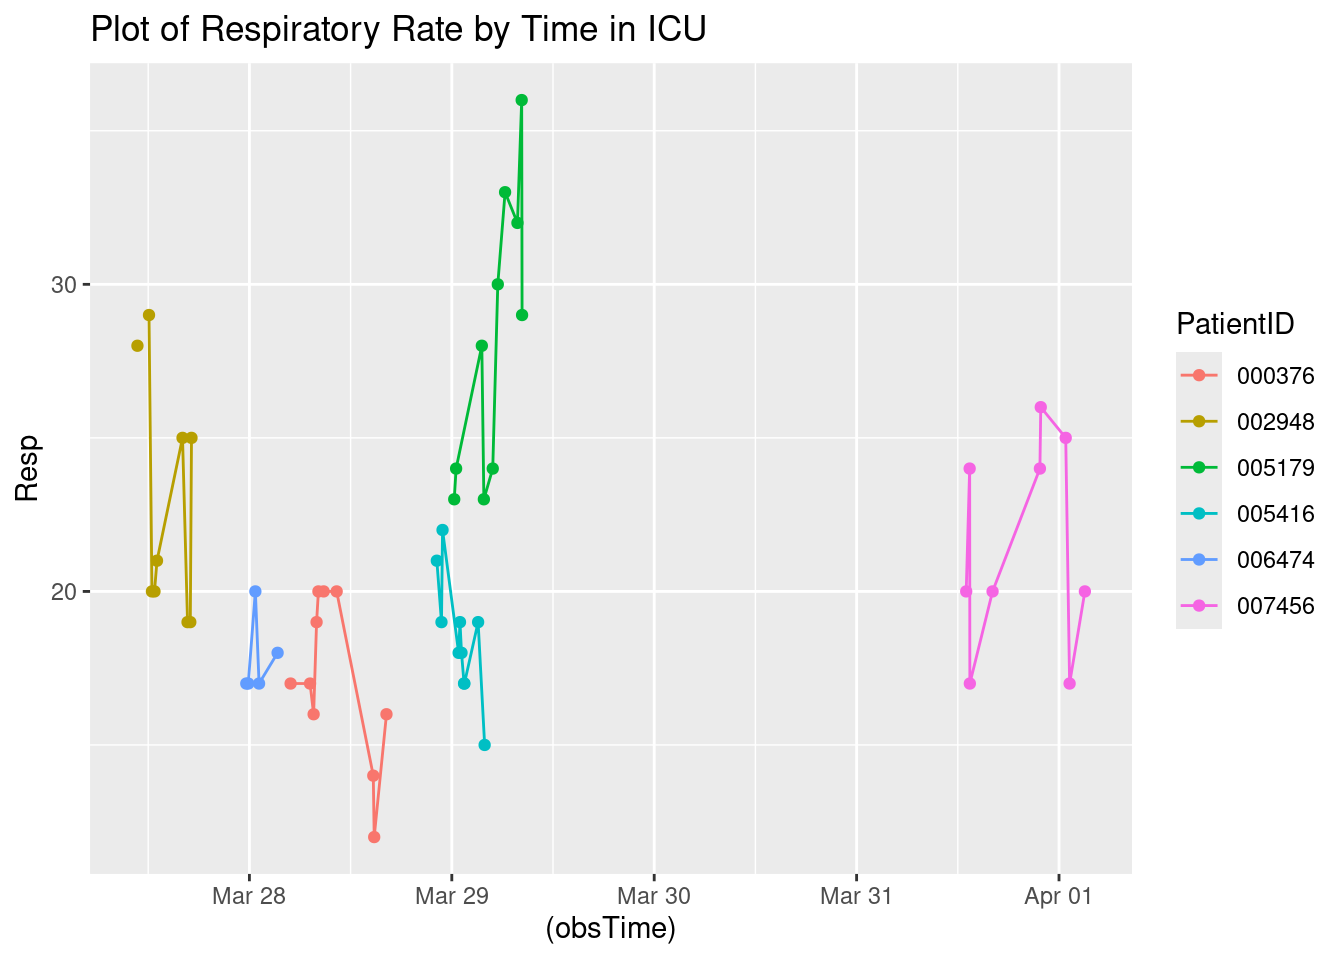 Plot of Respiratory Rate by Time in ICU
30
20
Resp
Mar 28
Mar 29
Mar 30
Mar 31
Apr 01
(obsTime)
PatientID
000376
002948
005179
005416
006474
007456